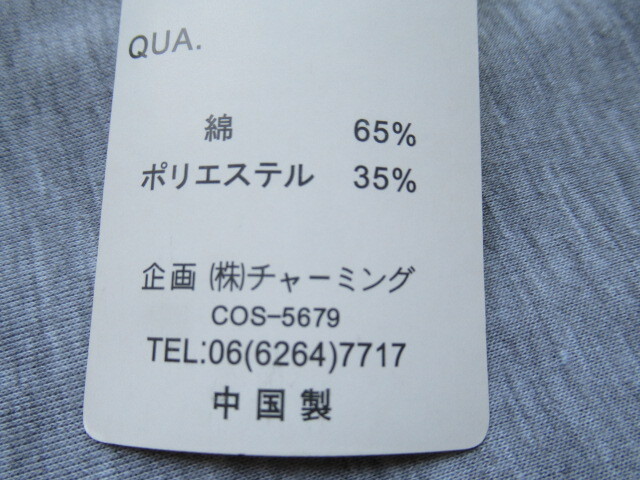 QUA.
綿 65%
ポリエステル 35%
企画 (株)チャーミング
COS-5679
TEL:06(6264)7717
中国製